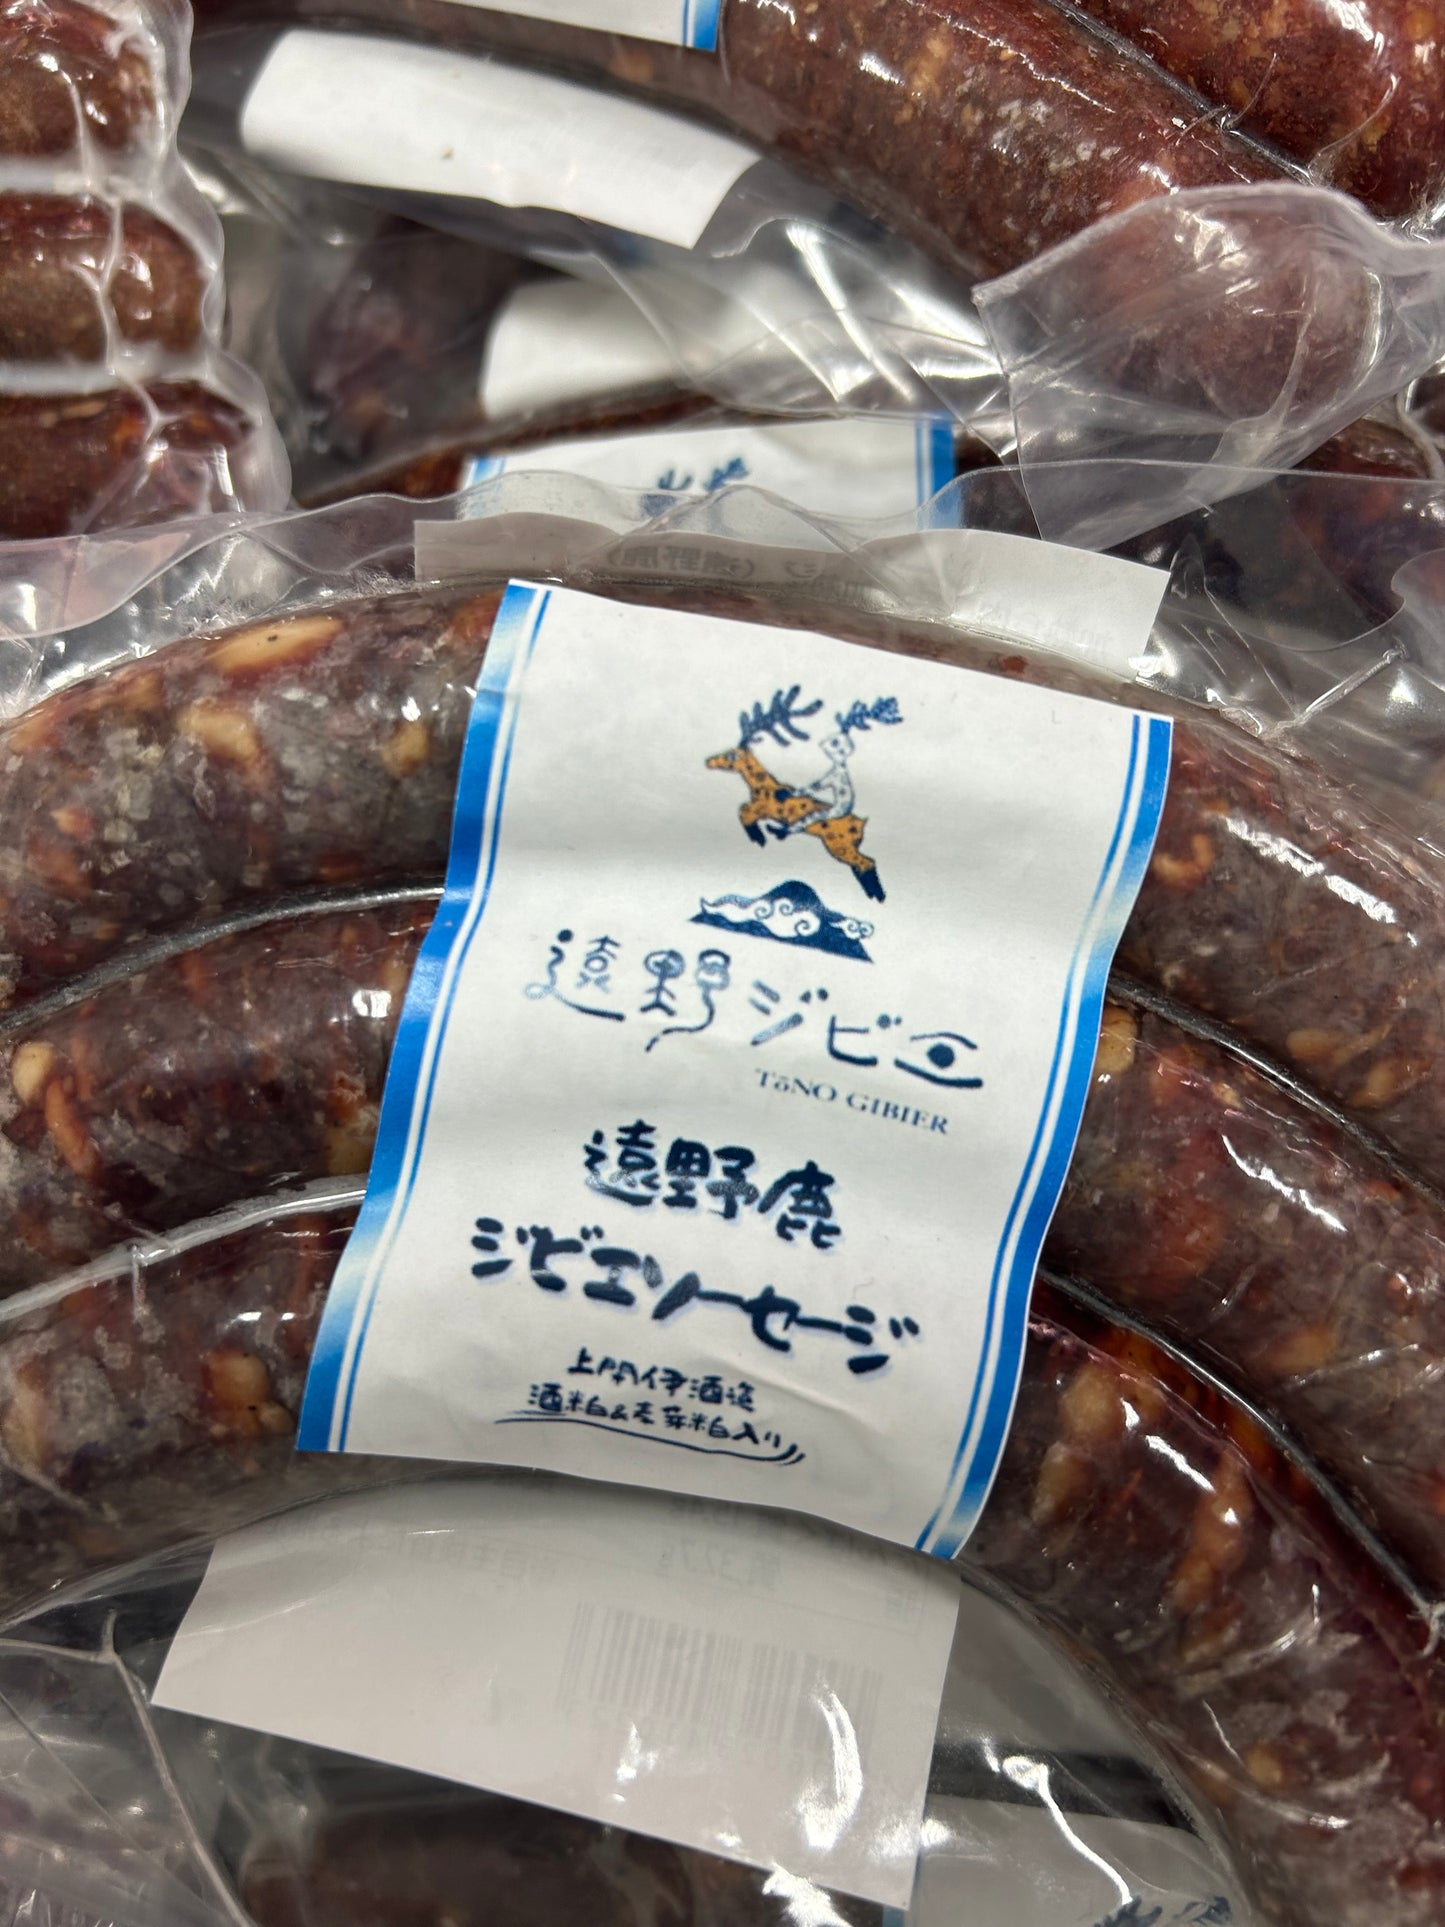 遠野ジビエ
TōNO GIBIER
遠野鹿
ジビエソーセージ
上閉伊酒造
酒粕&麦芽粕入り